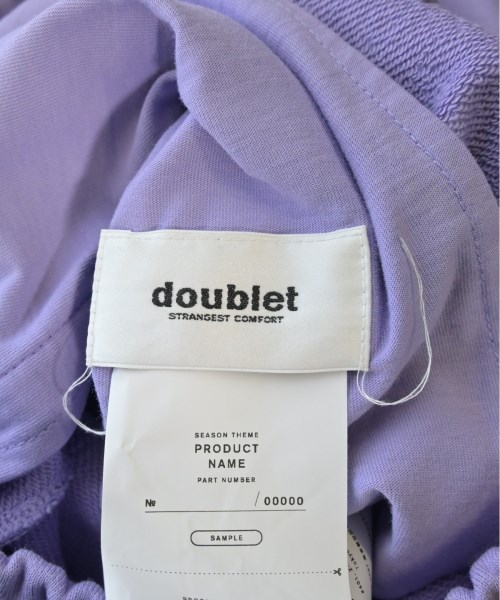 doublet
STRANGEST COMFORT
SEASON THEME
PRODUCT
NAME
PART NUMBER
№ / 00000
SAMPLE